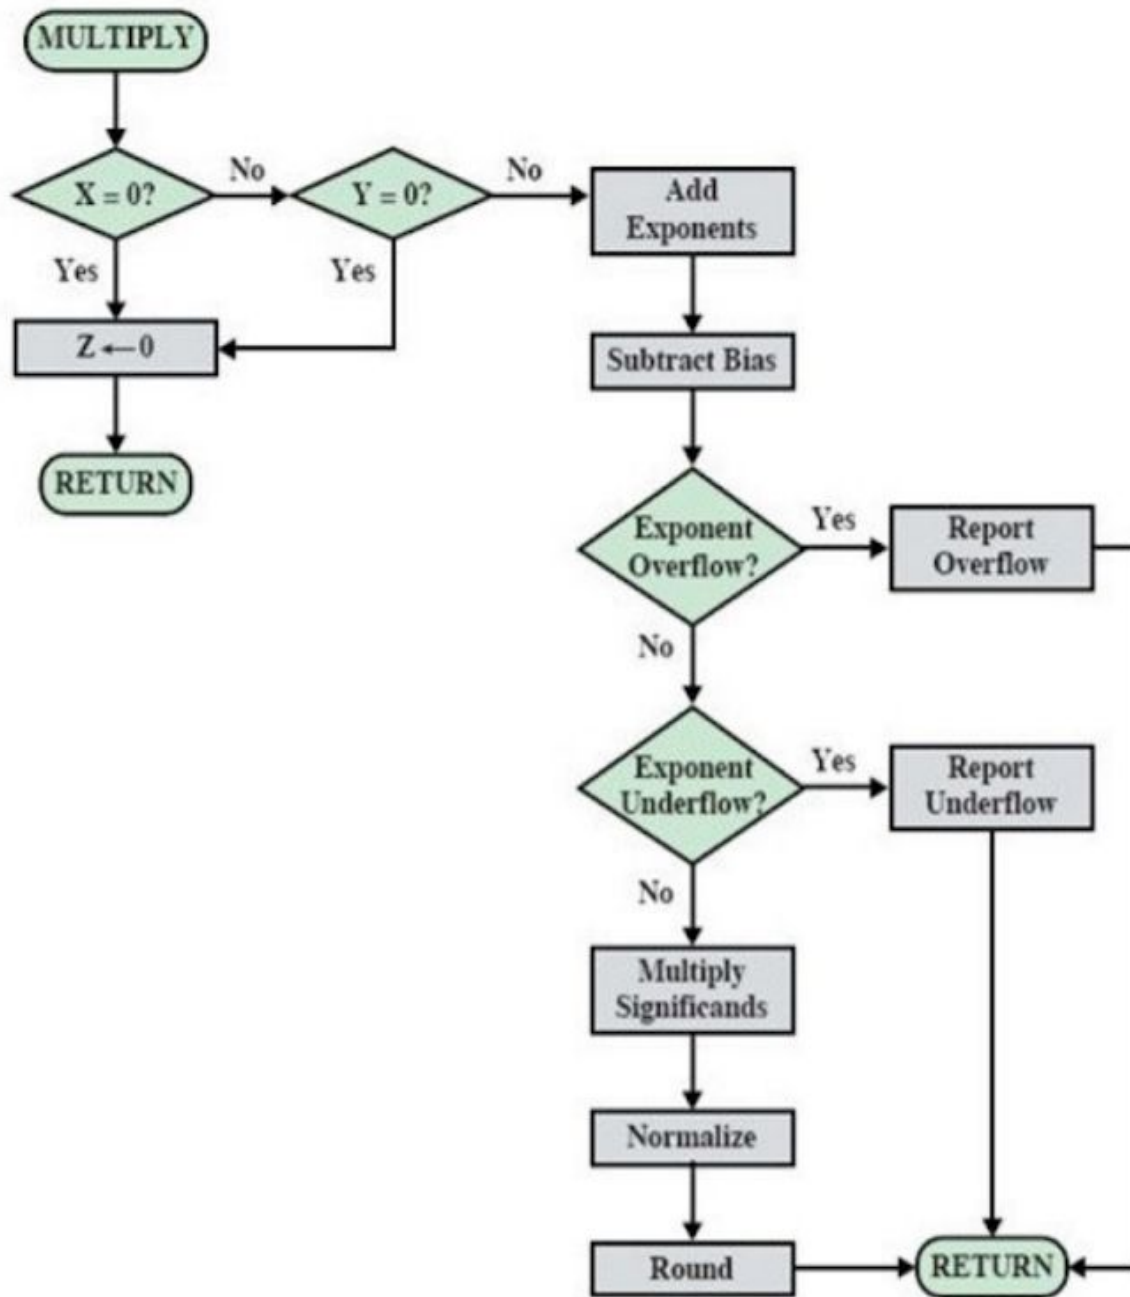 MULTIPLY
X = 0?
No
Y = 0?
No
Add
Exponents
Yes
Yes
Z ← 0
Subtract Bias
RETURN
Exponent
Overflow?
Yes
Report
Overflow
No
Exponent
Underflow?
Yes
Report
Underflow
No
Multiply
Significands
Normalize
Round
RETURN